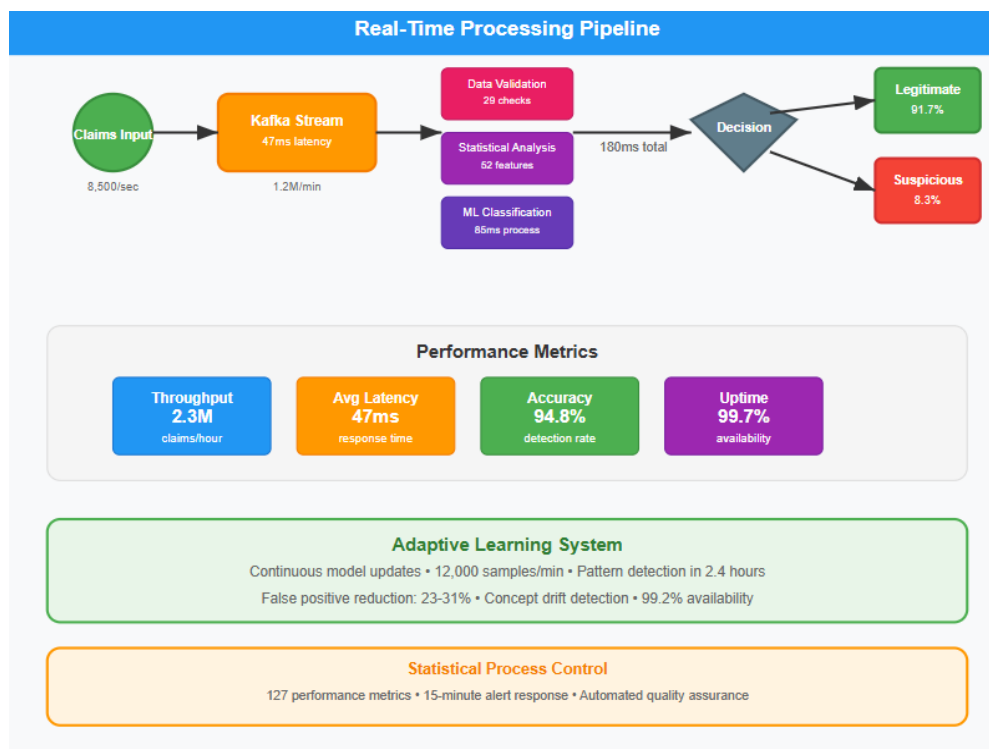 Real-Time Processing Pipeline
Claims Input
8,500/sec
Kafka Stream
47ms latency
1.2M/min
Data Validation
29 checks
Statistical Analysis
52 features
ML Classification
85ms process
180ms total
Decision
Legitimate
91.7%
Suspicious
8.3%
Performance Metrics
Throughput
2.3M
claims/hour
Avg Latency
47ms
response time
Accuracy
94.8%
detection rate
Uptime
99.7%
availability
Adaptive Learning System
Continuous model updates • 12,000 samples/min • Pattern detection in 2.4 hours
False positive reduction: 23-31% • Concept drift detection • 99.2% availability
Statistical Process Control
127 performance metrics • 15-minute alert response • Automated quality assurance